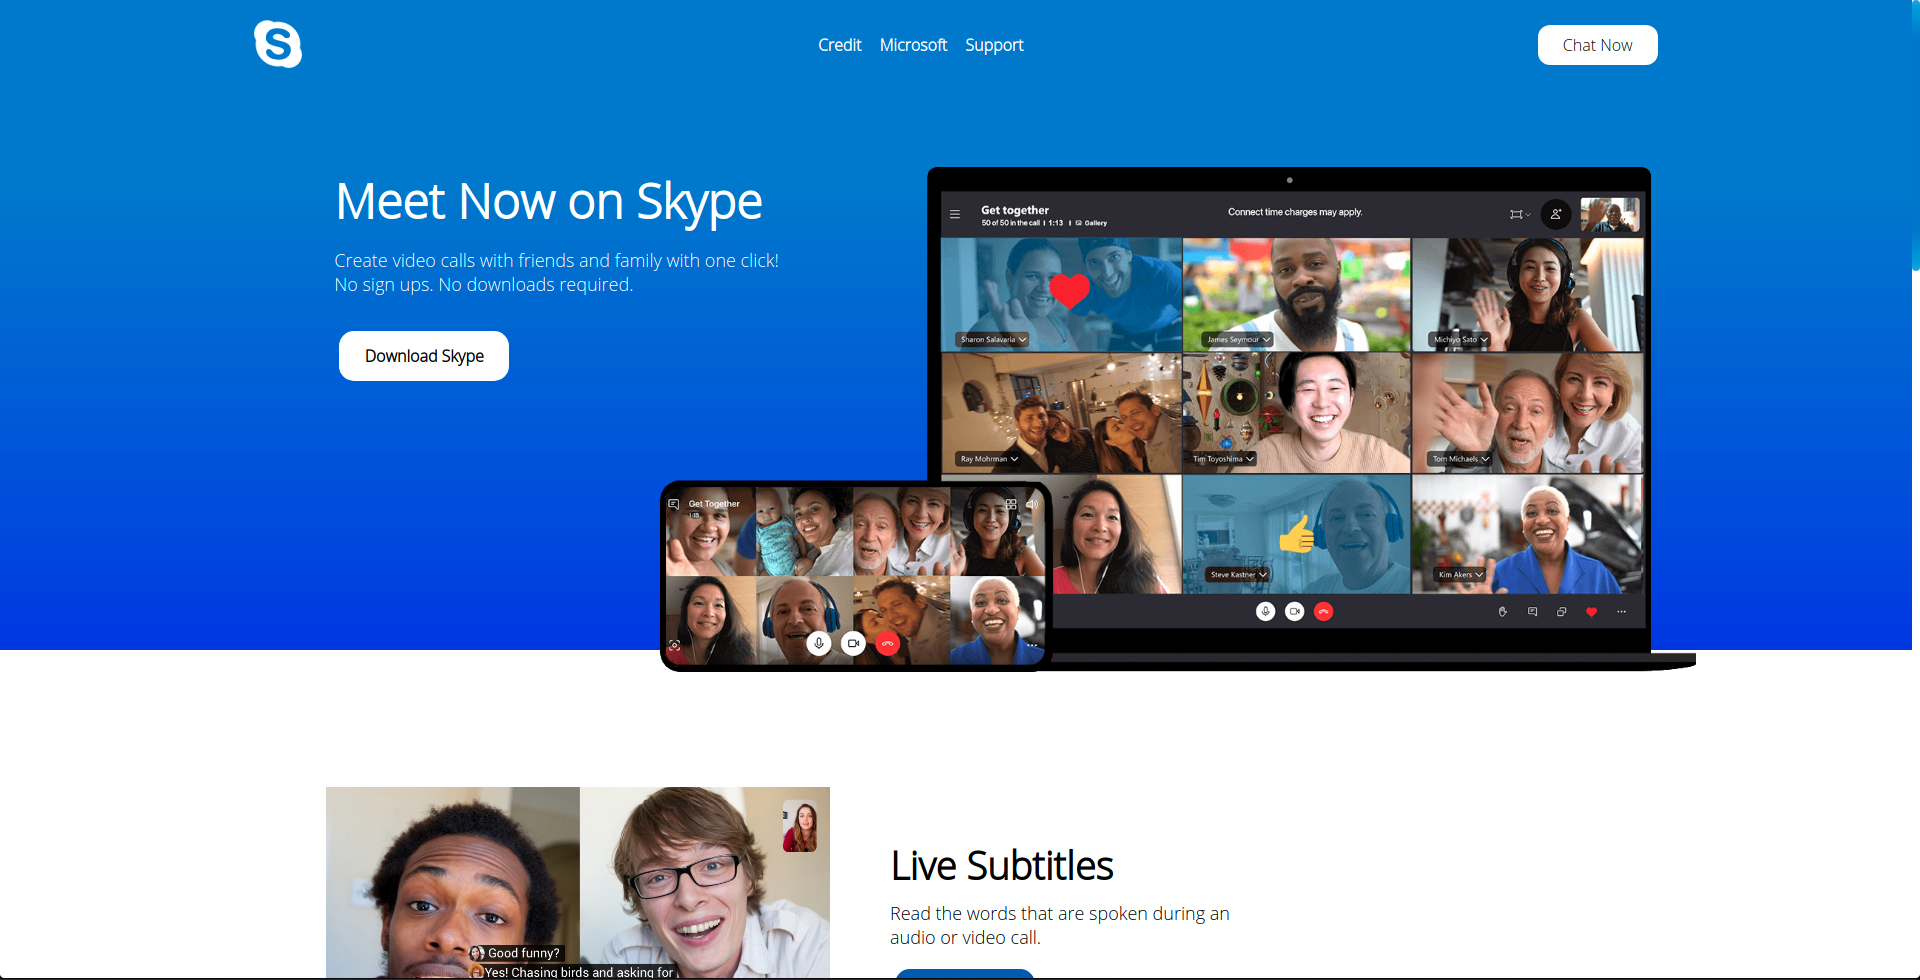 S
Credit Microsoft Support
Chat Now
Meet Now on Skype
Create video calls with friends and family with one click!
No sign ups. No downloads required.
Download Skype
Get together
50 of 50 in the call | 1:13 | Gallery
Connect time charges may apply.
Sharon Salavaria
James Seymour
Michiyo Sato
Ray Mohrman
Tim Toyoshima
Tom Michaels
Steve Kastner
Kim Akers
Get Together
1:13
Live Subtitles
Read the words that are spoken during an
audio or video call.
Good funny?
Yes! Chasing birds and asking for